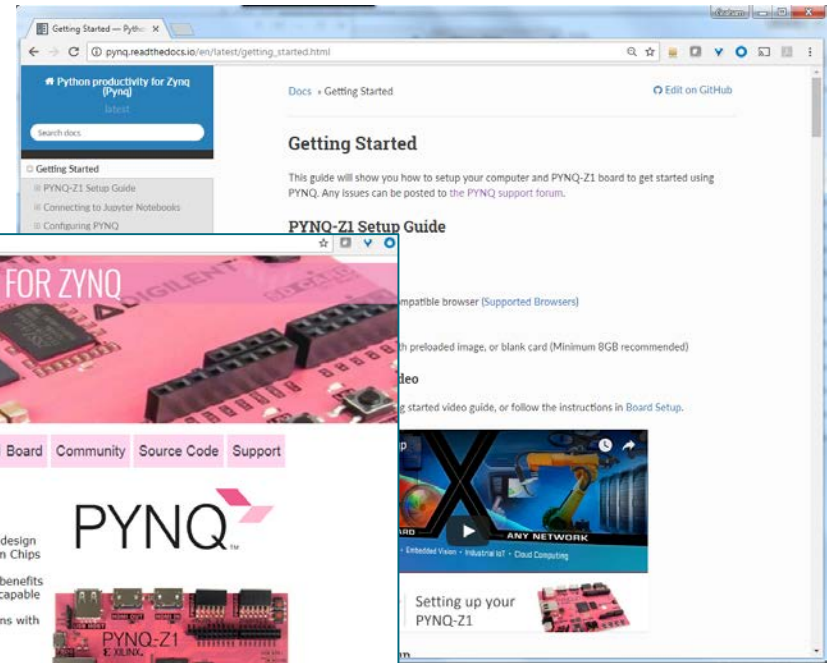 Getting Started — Pyth
pynq.readthedocs.io/en/latest/getting_started.html
Python productivity for Zynq
(Pynq)
latest
Search docs
Getting Started
PYNQ-Z1 Setup Guide
Connecting to Jupyter Notebooks
Configuring PYNQ
Docs » Getting Started
Edit on GitHub
Getting Started
This guide will show you how to setup your computer and PYNQ-Z1 board to get started using
PYNQ. Any issues can be posted to the PYNQ support forum.
PYNQ-Z1 Setup Guide
mpatible browser (Supported Browsers)
th preloaded image, or blank card (Minimum 8GB recommended)
deo
g started video guide, or follow the instructions in Board Setup.
ANY NETWORK
Embedded Vision • Industrial IoT • Cloud Computing
Setting up your
PYNQ-Z1
FOR ZYNQ
DIGILENT
Board
Community
Source Code
Support
PYNQ
design
n Chips
benefits
capable
ns with
HDMI OUT
HDMI IN
PYNQ-Z1
XILINX